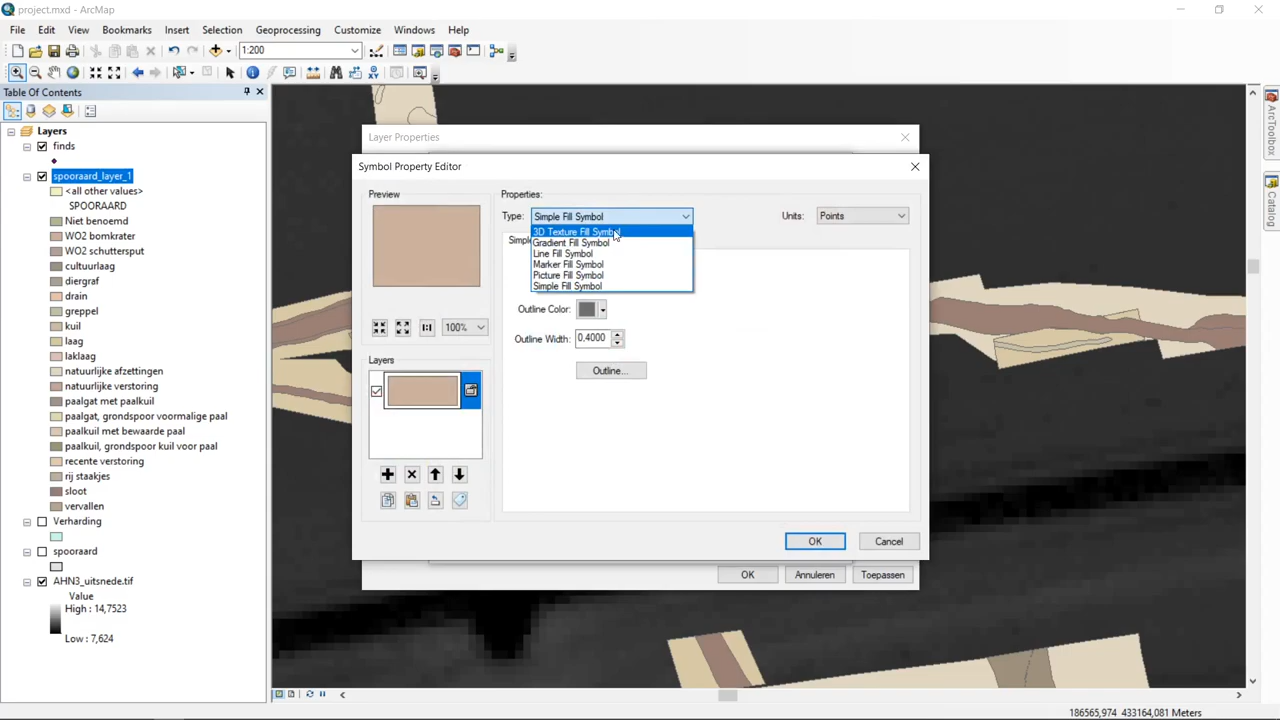 project.mxd - ArcMap
File Edit View Bookmarks Insert Selection Geoprocessing Customize Windows Help
1:200
Table Of Contents
Layers
finds
spooraard_layer_1
<all other values>
SPOORAARD
Niet benoemd
WO2 bomkrater
WO2 schuttersput
cultuurlaag
diergraf
drain
greppel
kuil
laag
laklaag
natuurlijke afzettingen
natuurlijke verstoring
paalgat met paalkuil
paalgat, grondspoor voormalige paal
paalkuil met bewaarde paal
paalkuil, grondspoor kuil voor paal
recente verstoring
rij staakjes
sloot
vervallen
Verharding
spooraard
AHN3_uitsnede.tif
Value
High : 14,7523
Low : 7,624
Layer Properties
Symbol Property Editor
Preview
100%
Layers
Properties:
Type: Simple Fill Symbol
Units: Points
Simple
3D Texture Fill Symbol
Gradient Fill Symbol
Line Fill Symbol
Marker Fill Symbol
Picture Fill Symbol
Simple Fill Symbol
Outline Color:
Outline Width: 0,4000
Outline...
OK Cancel
OK Annuleren Toepassen
ArcToolbox
Catalog
186565,974 433164,081 Meters